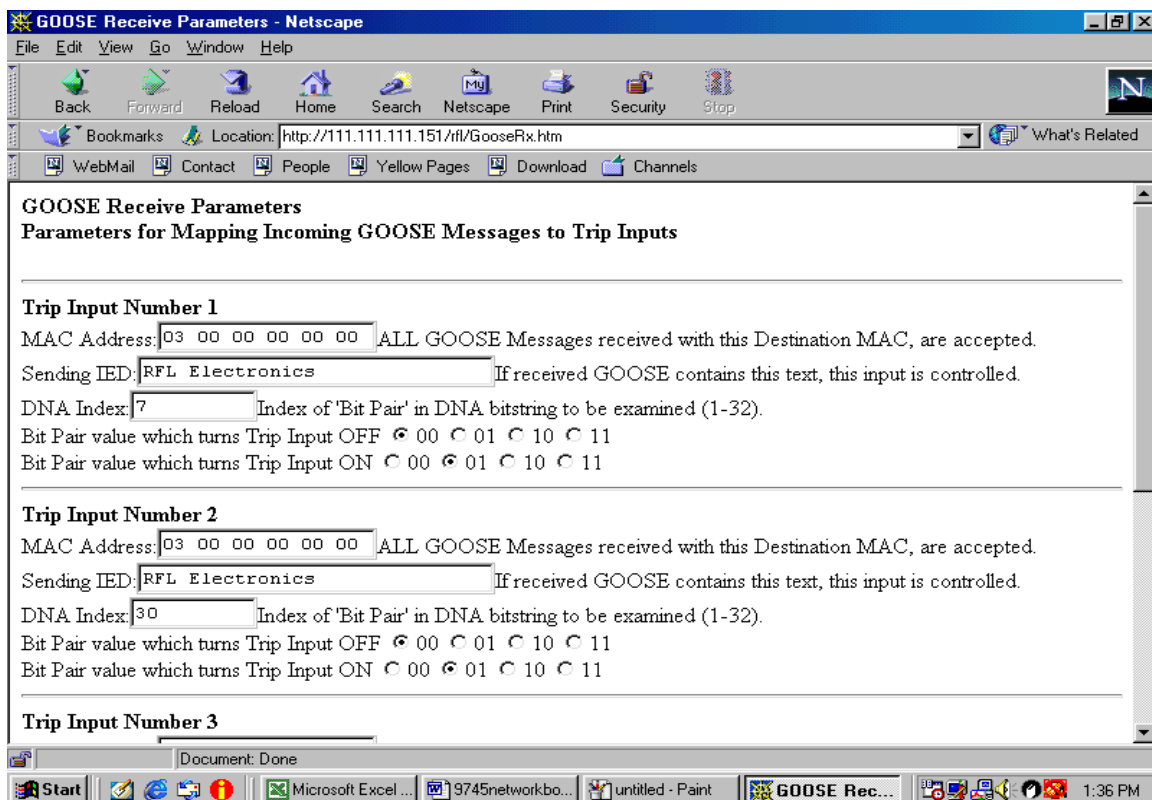 GOOSE Receive Parameters - Netscape
File Edit View Go Window Help
Back Forward Reload Home Search Netscape Print Security Stop
My
N
Bookmarks Location: http://111.111.111.151/rfl/GooseRx.htm What's Related
WebMail Contact People Yellow Pages Download Channels
GOOSE Receive Parameters
Parameters for Mapping Incoming GOOSE Messages to Trip Inputs
Trip Input Number 1
MAC Address: 03 00 00 00 00 00 ALL GOOSE Messages received with this Destination MAC, are accepted.
Sending IED: RFL Electronics If received GOOSE contains this text, this input is controlled.
DNA Index: 7 Index of 'Bit Pair' in DNA bitstring to be examined (1-32).
Bit Pair value which turns Trip Input OFF 00 01 10 11
Bit Pair value which turns Trip Input ON 00 01 10 11
Trip Input Number 2
MAC Address: 03 00 00 00 00 00 ALL GOOSE Messages received with this Destination MAC, are accepted.
Sending IED: RFL Electronics If received GOOSE contains this text, this input is controlled.
DNA Index: 30 Index of 'Bit Pair' in DNA bitstring to be examined (1-32).
Bit Pair value which turns Trip Input OFF 00 01 10 11
Bit Pair value which turns Trip Input ON 00 01 10 11
Trip Input Number 3
Document: Done
Start Microsoft Excel ... 9745networkbo... untitled - Paint GOOSE Rec... 1:36 PM